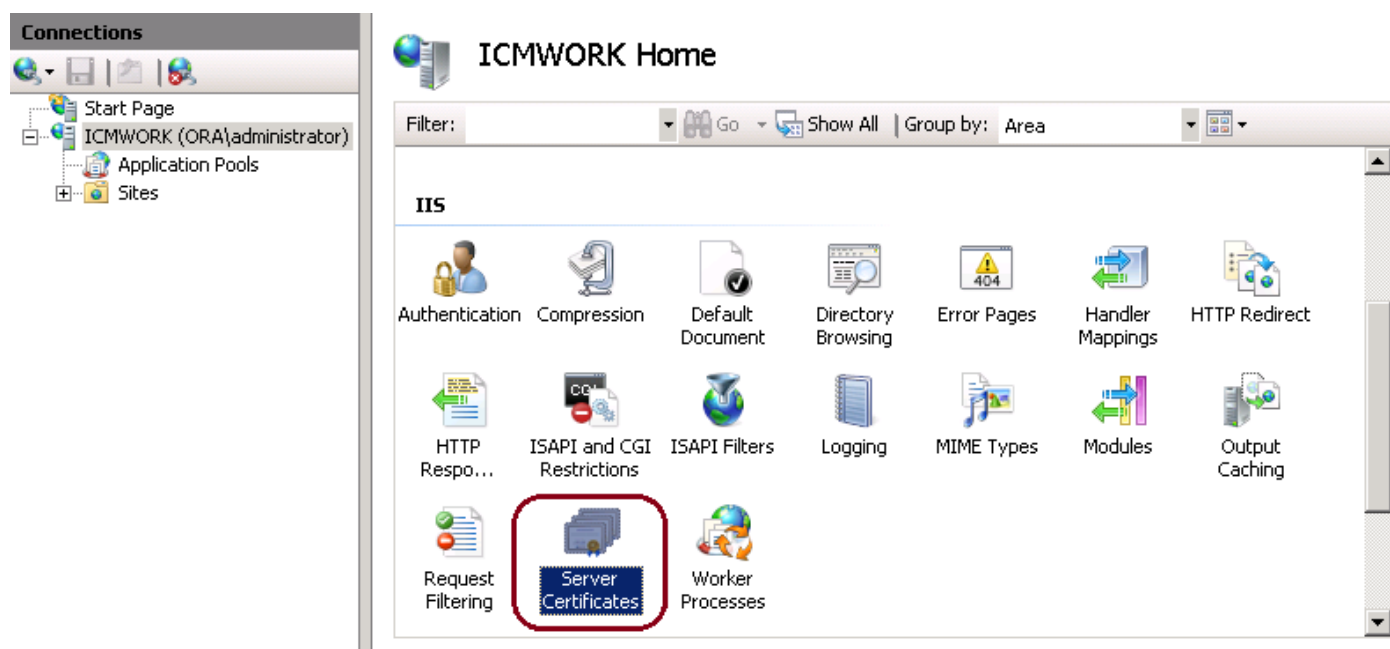 Connections
Start Page
ICMWORK (ORA\administrator)
Application Pools
Sites
ICMWORK Home
Filter:
Go
Show All
Group by:
Area
IIS
Authentication
Compression
Default
Document
Directory
Browsing
404
Error Pages
Handler
Mappings
HTTP Redirect
HTTP
Respo...
CGI
ISAPI and CGI
Restrictions
ISAPI Filters
Logging
MIME Types
Modules
Output
Caching
Request
Filtering
Server
Certificates
Worker
Processes